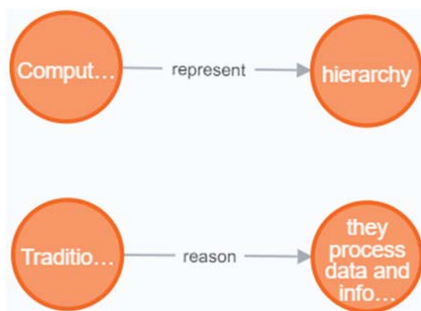 Comput… represent hierarchy
Traditio… reason they process data and info…